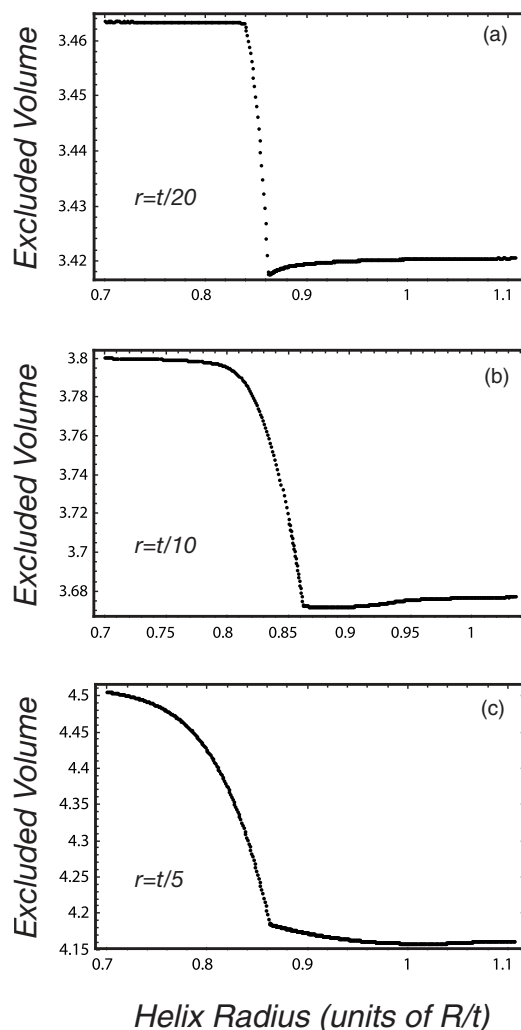 (a)
Excluded Volume
3.46
3.45
3.44
3.43
3.42
r=t/20
0.7 0.8 0.9 1 1.1
(b)
Excluded Volume
3.8
3.78
3.76
3.74
3.72
3.7
3.68
r=t/10
0.7 0.75 0.8 0.85 0.9 0.95 1
(c)
Excluded Volume
4.5
4.45
4.4
4.35
4.3
4.25
4.2
4.15
r=t/5
0.7 0.8 0.9 1 1.1
Helix Radius (units of R/t)